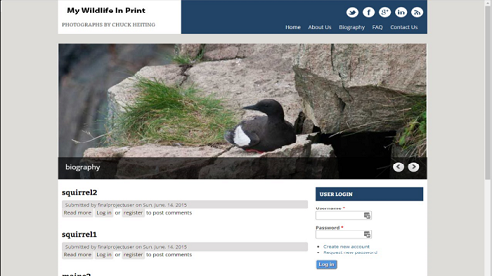 My Wildlife In Print
PHOTOGRAPHS BY CHUCK HEITING
Home About Us Biography FAQ Contact Us
biography
squirrel2
Submitted by finalprojectuser on Sun, June, 14, 2015
Read more Log in or register to post comments
squirrel1
Submitted by finalprojectuser on Sun, June, 14, 2015
Read more Log in or register to post comments
USER LOGIN
Username *
Password *
Create new account
Request new password
Log in